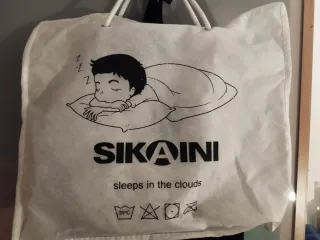 z z z
SIKAINI
sleeps in the clouds